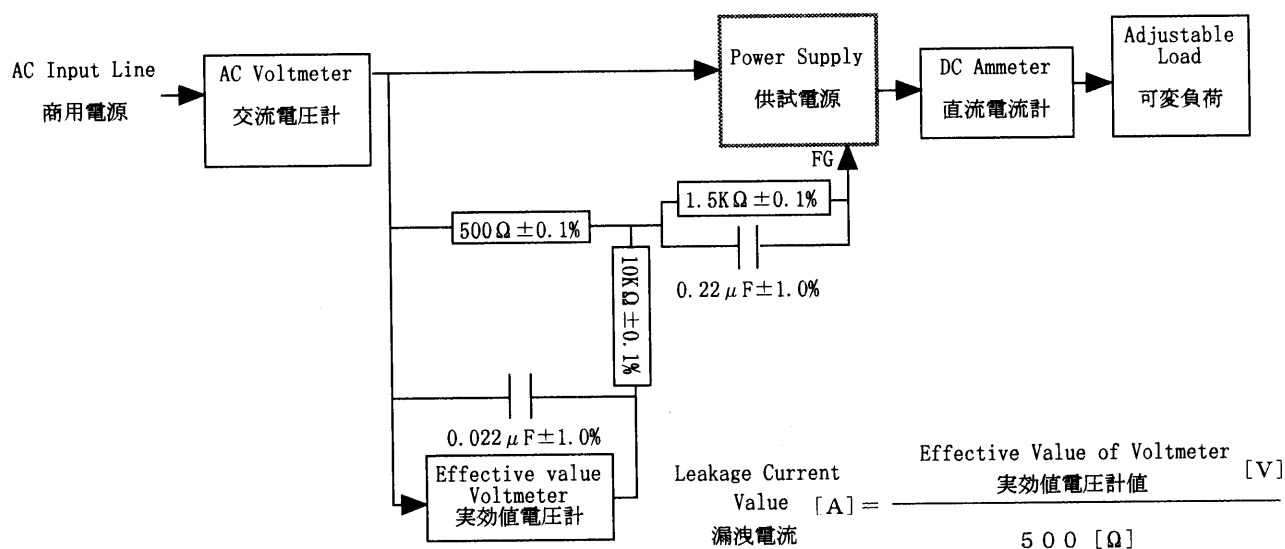 AC Input Line
商用電源
AC Voltmeter
交流電圧計
Power Supply
供試電源
DC Ammeter
直流電流計
Adjustable
Load
可変負荷
FG
1.5KΩ±0.1%
500Ω±0.1%
0.22μF±1.0%
10KΩ±0.1%
0.022μF±1.0%
Effective value
Voltmeter
実効値電圧計
Leakage Current
Value [A]=
漏洩電流
Effective Value of Voltmeter
実効値電圧計値 [V]
500 [Ω]